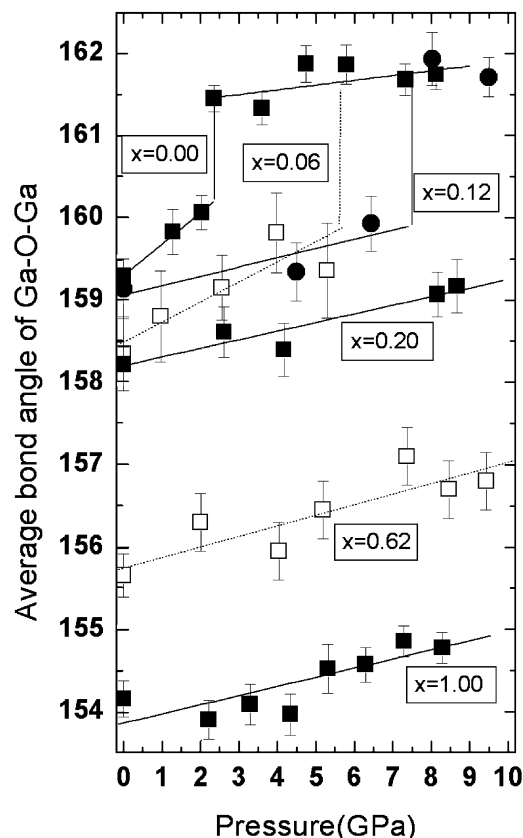 Average bond angle of Ga-O-Ga
162
161
160
159
158
157
156
155
154
x=0.00
x=0.06
x=0.12
x=0.20
x=0.62
x=1.00
0 1 2 3 4 5 6 7 8 9 10
Pressure(GPa)